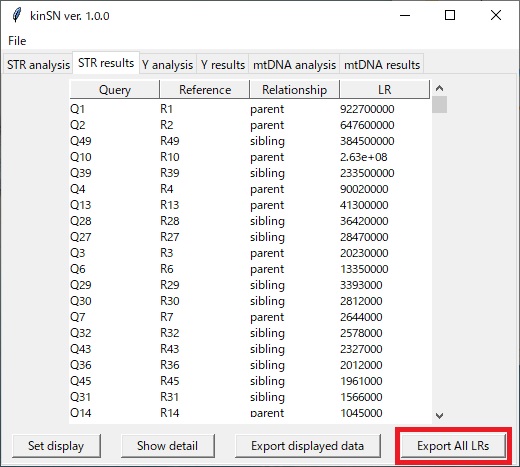 kinSN ver. 1.0.0
File
STR analysis STR results Y analysis Y results mtDNA analysis mtDNA results
Query Reference Relationship LR
Q1 R1 parent 922700000
Q2 R2 parent 647600000
Q49 R49 sibling 384500000
Q10 R10 parent 2.63e+08
Q39 R39 sibling 233500000
Q4 R4 parent 90020000
Q13 R13 parent 41300000
Q28 R28 sibling 36420000
Q27 R27 sibling 28470000
Q3 R3 parent 20230000
Q6 R6 parent 13350000
Q29 R29 sibling 3393000
Q30 R30 sibling 2812000
Q7 R7 parent 2644000
Q32 R32 sibling 2578000
Q43 R43 sibling 2327000
Q36 R36 sibling 2012000
Q45 R45 sibling 1961000
Q31 R31 sibling 1566000
Q14 R14 parent 1045000
Set display Show detail Export displayed data Export All LRs